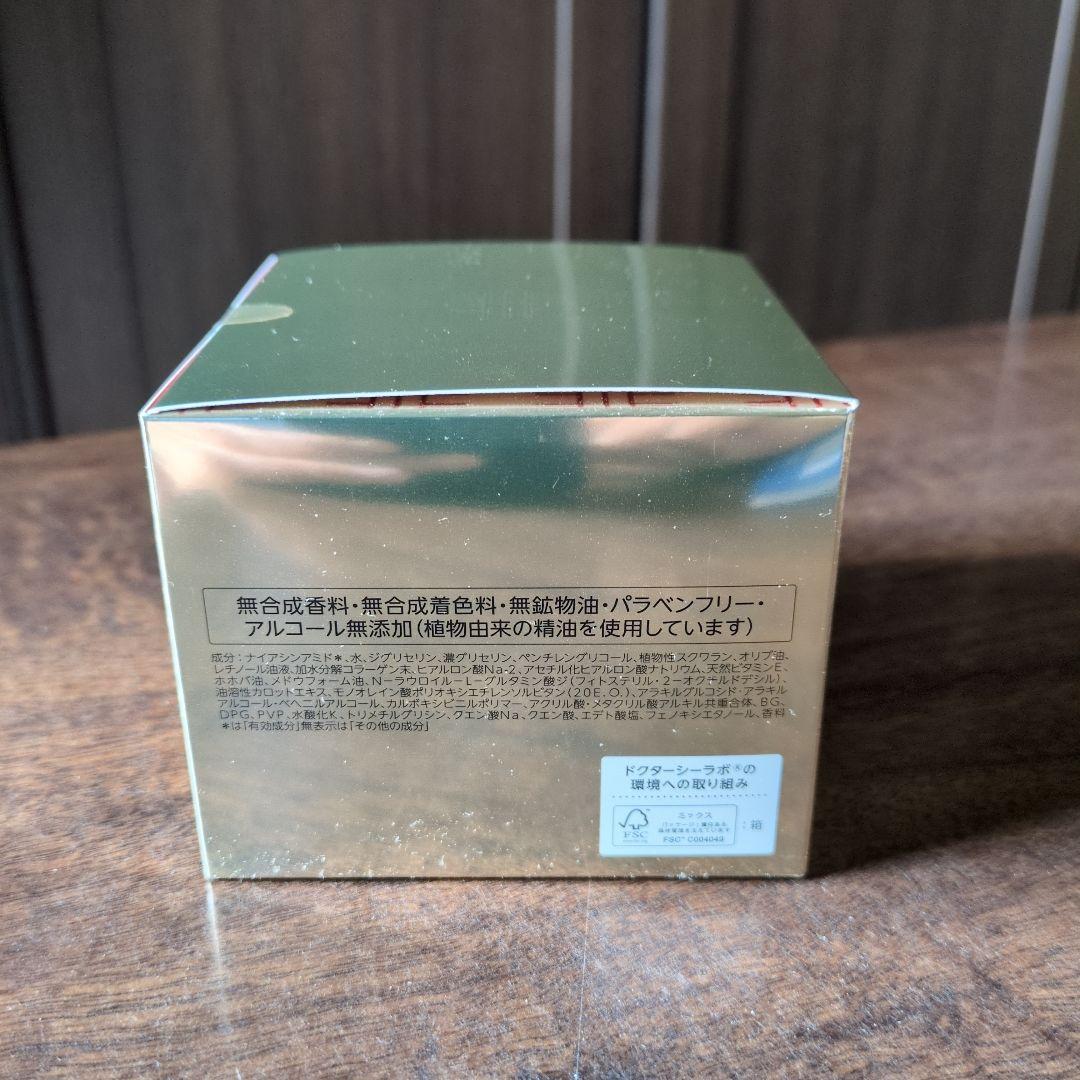 無合成香料・無合成着色料・無鉱物油・パラベンフリー・
アルコール無添加(植物由来の精油を使用しています)
成分：ナイアシンアミド＊、水、ジグリセリン、濃グリセリン、ペンチレングリコール、植物性スクワラン、オリブ油、
レチノール油液、加水分解コラーゲン末、ヒアルロン酸Na-2、アセチル化ヒアルロン酸ナトリウム、天然ビタミンE、
ホホバ油、メドウフォーム油、N-ラウロイル-L-グルタミン酸ジ(フィトステリル・2-オクチルドデシル)、
油溶性カロットエキス、モノオレイン酸ポリオキシエチレンソルビタン(20E.O.)、アラキルグルコシド・アラキル
アルコール・ベヘニルアルコール、カルボキシビニルポリマー、アクリル酸・メタクリル酸アルキル共重合体、BG、
DPG、PVP、水酸化K、トリメチルグリシン、クエン酸Na、クエン酸、エデト酸塩、フェノキシエタノール、香料
＊は「有効成分」無表示は「その他の成分」
ドクターシーラボ®の
環境への取り組み
ミックス
FSC
FSC™ C004049
：箱